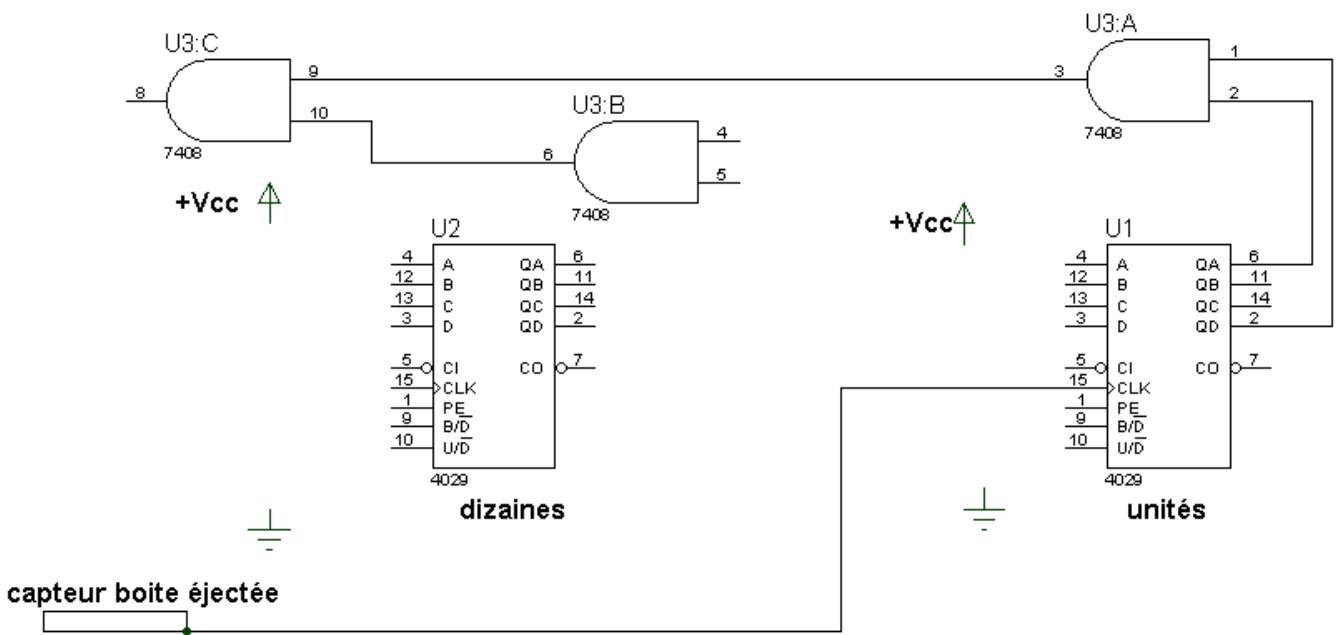 U3:A
U3:C
1
9
3
2
U3:B
8
10
4
7408
6
5
7408
7408
+Vcc
+Vcc
U2
U1
4 A QA 6
12 B QB 11
13 C QC 14
3 D QD 2
5 CI CO 7
15 CLK
1 PE
9 B/D̅
10 U/D̅
4029
dizaines
4 A QA 6
12 B QB 11
13 C QC 14
3 D QD 2
5 CI CO 7
15 CLK
1 PE
9 B/D̅
10 U/D̅
4029
unités
capteur boite éjectée